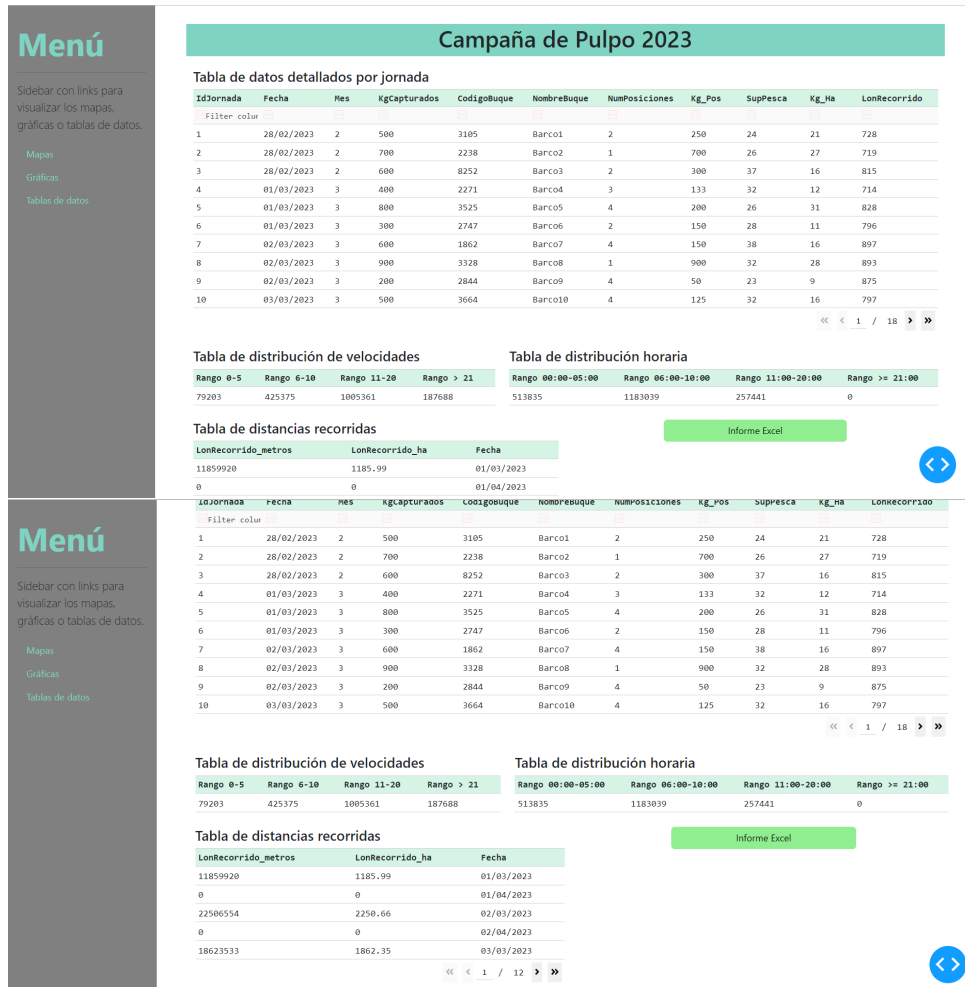 Menú
Sidebar con links para
visualizar los mapas,
gráficas o tablas de datos.
Mapas
Gráficas
Tablas de datos
Campaña de Pulpo 2023
Tabla de datos detallados por jornada
IdJornada Fecha Mes KgCapturados CodigoBuque NombreBuque NumPosiciones Kg_Pos SupPesca Kg_Ha LonRecorrido
Filter colur
1 28/02/2023 2 500 3105 Barco1 2 250 24 21 728
2 28/02/2023 2 700 2238 Barco2 1 700 26 27 719
3 28/02/2023 2 600 8252 Barco3 2 300 37 16 815
4 01/03/2023 3 400 2271 Barco4 3 133 32 12 714
5 01/03/2023 3 800 3525 Barco5 4 200 26 31 828
6 01/03/2023 3 300 2747 Barco6 2 150 28 11 796
7 02/03/2023 3 600 1862 Barco7 4 150 38 16 897
8 02/03/2023 3 900 3328 Barco8 1 900 32 28 893
9 02/03/2023 3 200 2844 Barco9 4 50 23 9 875
10 03/03/2023 3 500 3664 Barco10 4 125 32 16 797
« < 1 / 18 > »
Tabla de distribución de velocidades
Rango 0-5 Rango 6-10 Rango 11-20 Rango > 21
79203 425375 1005361 187688
Tabla de distribución horaria
Rango 00:00-05:00 Rango 06:00-10:00 Rango 11:00-20:00 Rango >= 21:00
513835 1183039 257441 0
Tabla de distancias recorridas
LonRecorrido_metros LonRecorrido_ha Fecha
11859920 1185.99 01/03/2023
0 0 01/04/2023
Informe Excel
< >
Menú
Sidebar con links para
visualizar los mapas,
gráficas o tablas de datos.
Mapas
Gráficas
Tablas de datos
IdJornada Fecha Mes KgCapturados CodigoBuque NombreBuque NumPosiciones Kg_Pos SupPesca Kg_Ha LonRecorrido
Filter colur
1 28/02/2023 2 500 3105 Barco1 2 250 24 21 728
2 28/02/2023 2 700 2238 Barco2 1 700 26 27 719
3 28/02/2023 2 600 8252 Barco3 2 300 37 16 815
4 01/03/2023 3 400 2271 Barco4 3 133 32 12 714
5 01/03/2023 3 800 3525 Barco5 4 200 26 31 828
6 01/03/2023 3 300 2747 Barco6 2 150 28 11 796
7 02/03/2023 3 600 1862 Barco7 4 150 38 16 897
8 02/03/2023 3 900 3328 Barco8 1 900 32 28 893
9 02/03/2023 3 200 2844 Barco9 4 50 23 9 875
10 03/03/2023 3 500 3664 Barco10 4 125 32 16 797
« < 1 / 18 > »
Tabla de distribución de velocidades
Rango 0-5 Rango 6-10 Rango 11-20 Rango > 21
79203 425375 1005361 187688
Tabla de distribución horaria
Rango 00:00-05:00 Rango 06:00-10:00 Rango 11:00-20:00 Rango >= 21:00
513835 1183039 257441 0
Tabla de distancias recorridas
LonRecorrido_metros LonRecorrido_ha Fecha
11859920 1185.99 01/03/2023
0 0 01/04/2023
22506554 2250.66 02/03/2023
0 0 02/04/2023
18623533 1862.35 03/03/2023
« < 1 / 12 > »
Informe Excel
< >